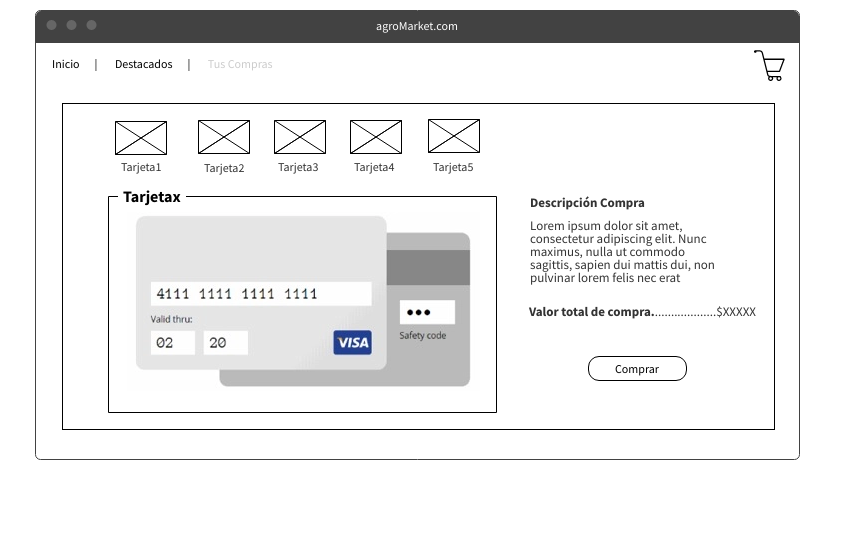 agroMarket.com
Inicio | Destacados | Tus Compras
Tarjeta1 Tarjeta2 Tarjeta3 Tarjeta4 Tarjeta5
Tarjetax
4111 1111 1111 1111
Valid thru:
02 20
VISA
•••
Safety code
Descripción Compra
Lorem ipsum dolor sit amet,
consectetur adipiscing elit. Nunc
maximus, nulla ut commodo
sagittis, sapien dui mattis dui, non
pulvinar lorem felis nec erat
Valor total de compra....................$XXXXX
Comprar